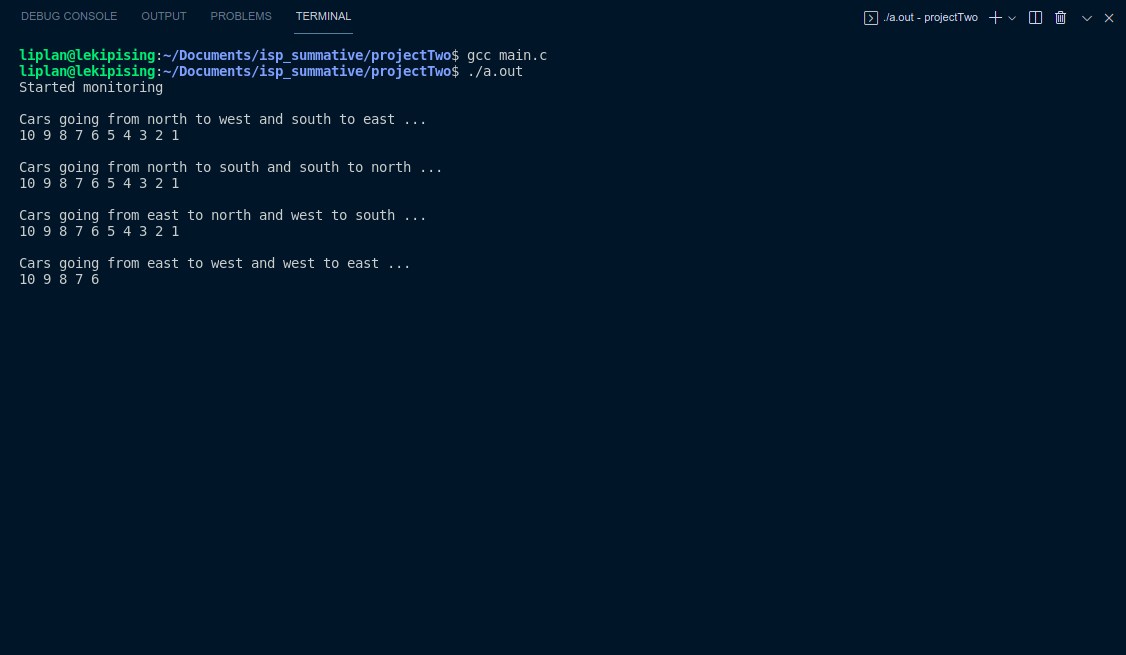 DEBUG CONSOLE OUTPUT PROBLEMS TERMINAL ./a.out - projectTwo
liplan@lekipising:~/Documents/isp_summative/projectTwo$ gcc main.c
liplan@lekipising:~/Documents/isp_summative/projectTwo$ ./a.out
Started monitoring
Cars going from north to west and south to east ...
10 9 8 7 6 5 4 3 2 1
Cars going from north to south and south to north ...
10 9 8 7 6 5 4 3 2 1
Cars going from east to north and west to south ...
10 9 8 7 6 5 4 3 2 1
Cars going from east to west and west to east ...
10 9 8 7 6